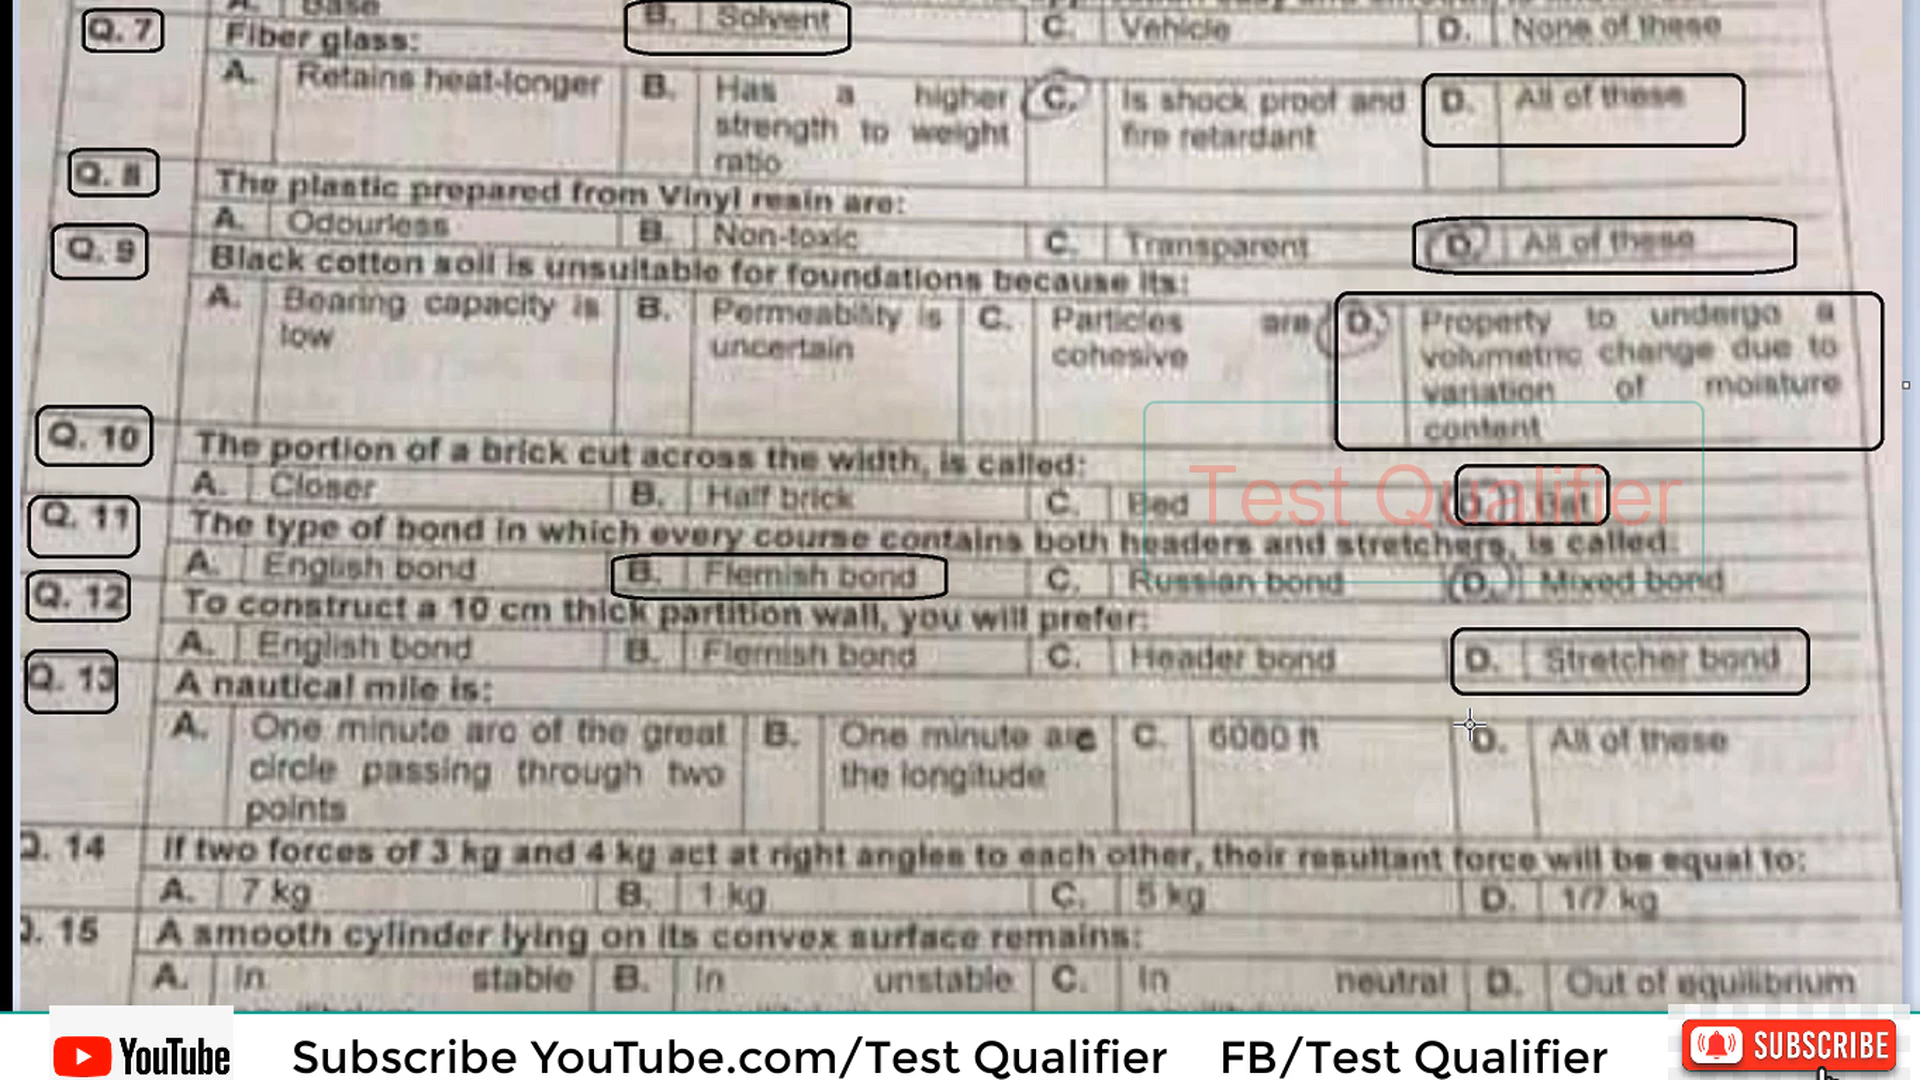 A. Base B. Solvent C. Vehicle D. None of these
Q. 7 Fiber glass:
A. Retains heat-longer B. Has a higher C. Is shock proof and D. All of these
strength to weight fire retardant
ratio
Q. 8 The plastic prepared from Vinyl resin are:
A. Odourless B. Non-toxic C. Transparent D. All of these
Q. 9 Black cotton soil is unsuitable for foundations because its:
A. Bearing capacity is B. Permeability is C. Particles are D. Property to undergo a
low uncertain cohesive volumetric change due to
variation of moisture
content
Q. 10 The portion of a brick cut across the width, is called:
A. Closer B. Half brick C. Bed Bat
Test Qualifier
Q. 11 The type of bond in which every course contains both headers and stretchers, is called:
A. English bond B. Flemish bond C. Russian bond D. Mixed bond
Q. 12 To construct a 10 cm thick partition wall, you will prefer:
A. English bond B. Flemish bond C. Header bond D. Stretcher bond
Q. 13 A nautical mile is:
A. One minute arc of the great B. One minute are C. 6080 ft D. All of these
circle passing through two the longitude
points
Q. 14 If two forces of 3 kg and 4 kg act at right angles to each other, their resultant force will be equal to:
A. 7 kg B. 1 kg C. 5 kg D. 1/7 kg
Q. 15 A smooth cylinder lying on its convex surface remains:
A. In stable B. In unstable C. In neutral D. Out of equilibrium
YouTube Subscribe YouTube.com/Test Qualifier FB/Test Qualifier SUBSCRIBE